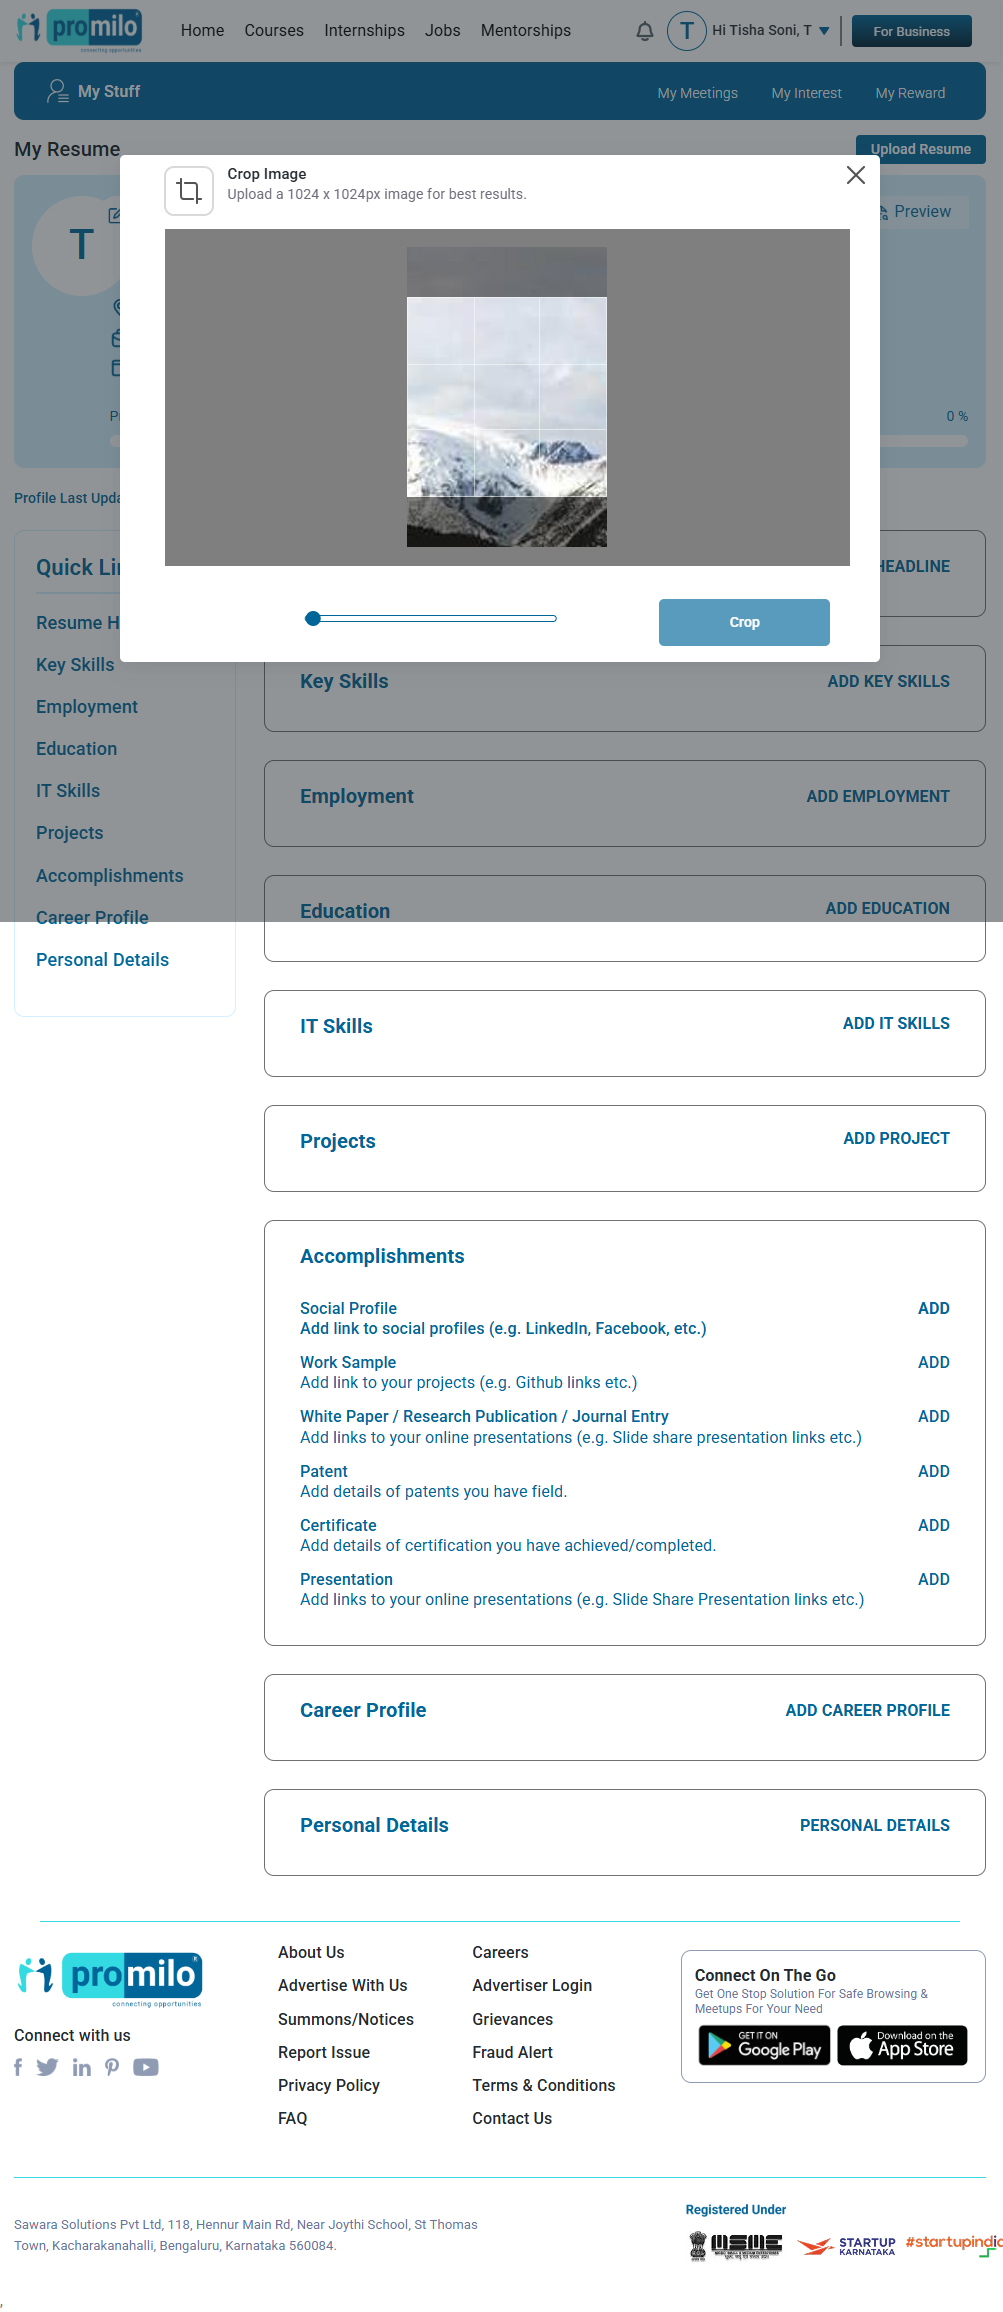 promilo
connecting opportunities
Home Courses Internships Jobs Mentorships
T
Hi Tisha Soni, T
For Business
My Stuff
My Meetings My Interest My Reward
My Resume
Upload Resume
Crop Image
Upload a 1024 x 1024px image for best results.
T
Preview
0 %
Profile Last Upda
Quick Li
HEADLINE
Resume H
Crop
Key Skills
Employment
Education
IT Skills
Projects
Accomplishments
Career Profile
Personal Details
Key Skills
ADD KEY SKILLS
Employment
ADD EMPLOYMENT
Education
ADD EDUCATION
IT Skills
ADD IT SKILLS
Projects
ADD PROJECT
Accomplishments
Social Profile
ADD
Add link to social profiles (e.g. LinkedIn, Facebook, etc.)
Work Sample
ADD
Add link to your projects (e.g. Github links etc.)
White Paper / Research Publication / Journal Entry
ADD
Add links to your online presentations (e.g. Slide share presentation links etc.)
Patent
ADD
Add details of patents you have field.
Certificate
ADD
Add details of certification you have achieved/completed.
Presentation
ADD
Add links to your online presentations (e.g. Slide Share Presentation links etc.)
Career Profile
ADD CAREER PROFILE
Personal Details
PERSONAL DETAILS
promilo
connecting opportunities
Connect with us
About Us
Advertise With Us
Summons/Notices
Report Issue
Privacy Policy
FAQ
Careers
Advertiser Login
Grievances
Fraud Alert
Terms & Conditions
Contact Us
Connect On The Go
Get One Stop Solution For Safe Browsing &
Meetups For Your Need
GET IT ON
Google Play
Download on the
App Store
Sawara Solutions Pvt Ltd, 118, Hennur Main Rd, Near Joythi School, St Thomas
Town, Kacharakanahalli, Bengaluru, Karnataka 560084.
Registered Under
MSME
STARTUP
KARNATAKA
#startupindia
,